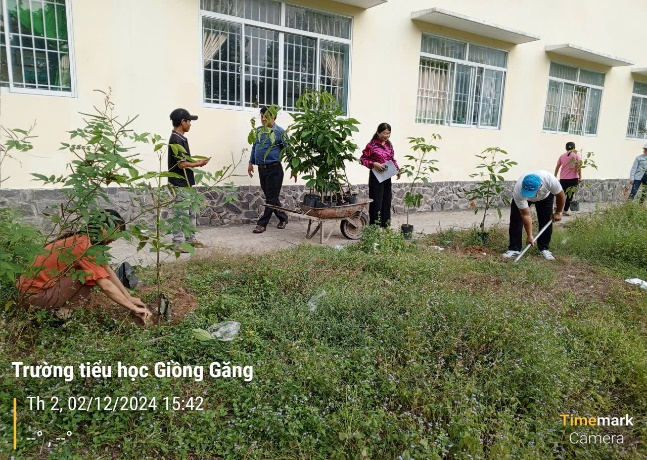 Trường tiểu học Giồng Găng
Th 2, 02/12/2024 15:42
--° , --°
Timemark
Camera